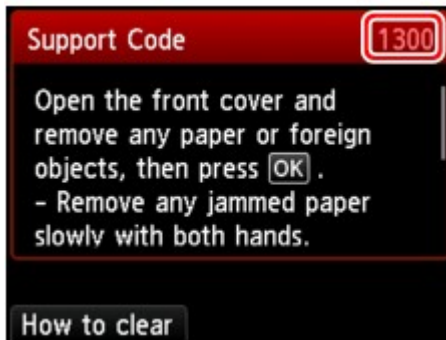 Support Code 1300
Open the front cover and
remove any paper or foreign
objects, then press OK .
– Remove any jammed paper
slowly with both hands.
How to clear